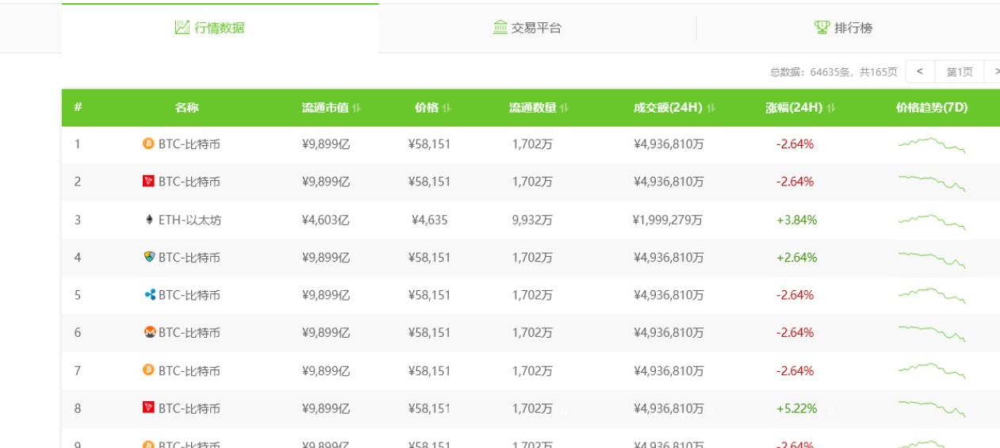 行情数据 交易平台 排行榜
总数据：64635条，共165页 < 第1页 >
# 名称 流通市值 价格 流通数量 成交额(24H) 涨幅(24H) 价格趋势(7D)
1 BTC-比特币 ¥9,899亿 ¥58,151 1,702万 ¥4,936,810万 -2.64%
2 BTC-比特币 ¥9,899亿 ¥58,151 1,702万 ¥4,936,810万 -2.64%
3 ETH-以太坊 ¥4,603亿 ¥4,635 9,932万 ¥1,999,279万 +3.84%
4 BTC-比特币 ¥9,899亿 ¥58,151 1,702万 ¥4,936,810万 +2.64%
5 BTC-比特币 ¥9,899亿 ¥58,151 1,702万 ¥4,936,810万 -2.64%
6 BTC-比特币 ¥9,899亿 ¥58,151 1,702万 ¥4,936,810万 -2.64%
7 BTC-比特币 ¥9,899亿 ¥58,151 1,702万 ¥4,936,810万 -2.64%
8 BTC-比特币 ¥9,899亿 ¥58,151 1,702万 ¥4,936,810万 +5.22%
9 BTC-比特币 ¥9,899亿 ¥58,151 1,702万 ¥4,936,810万 -2.64%